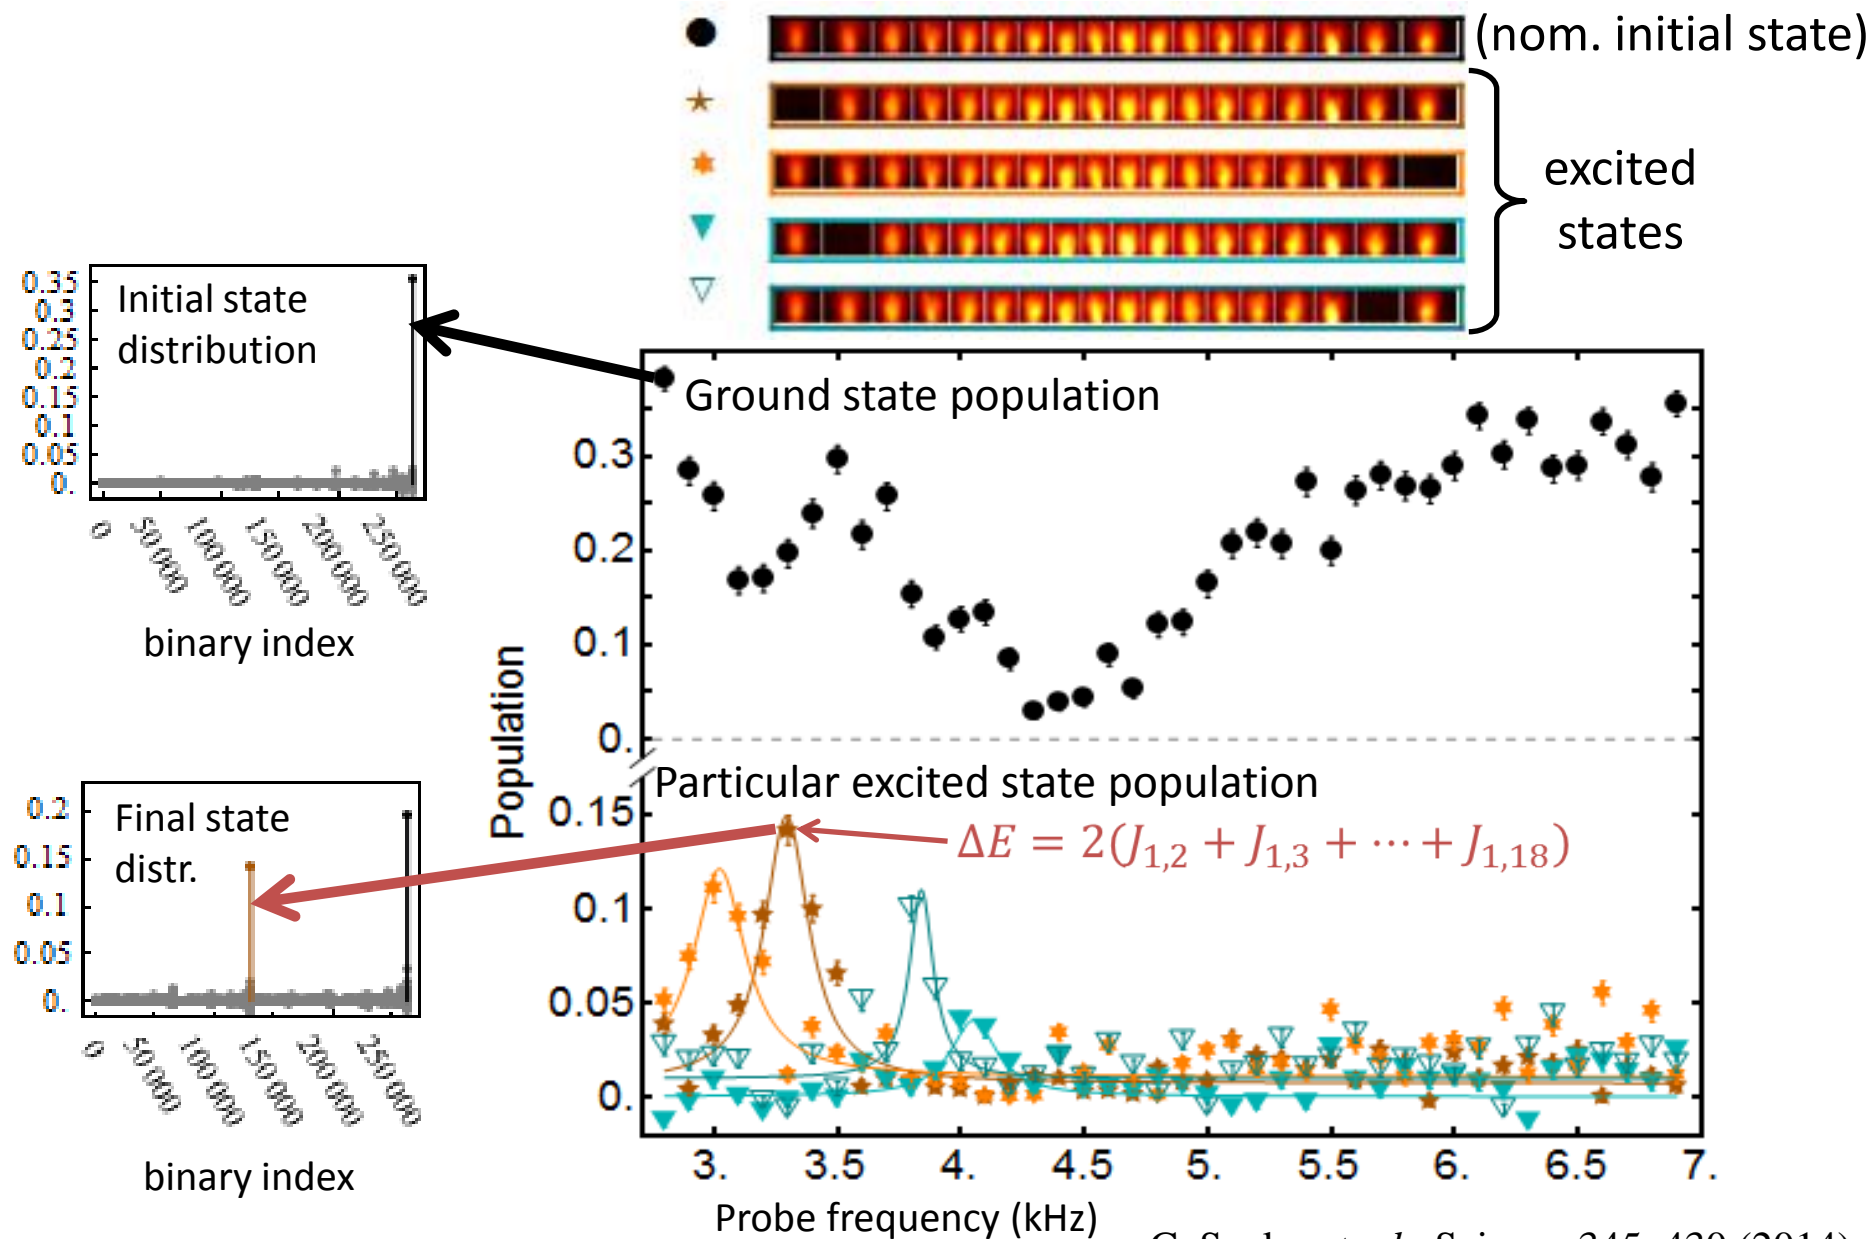 (nom. initial state)
excited
states
0.35
0.3
0.25
0.2
0.15
0.1
0.05
0.
Initial state
distribution
0
50 000
100 000
150 000
200 000
250 000
binary index
Ground state population
0.3
0.2
0.1
0.
Population
Particular excited state population
0.15
0.1
0.05
0.
ΔE = 2(J1,2 + J1,3 + ⋯ + J1,18)
0.2
0.15
0.1
0.05
0.
Final state
distr.
0
50 000
100 000
150 000
200 000
250 000
binary index
3.
3.5
4.
4.5
5.
5.5
6.
6.5
7.
Probe frequency (kHz)
345, 430 (2014)